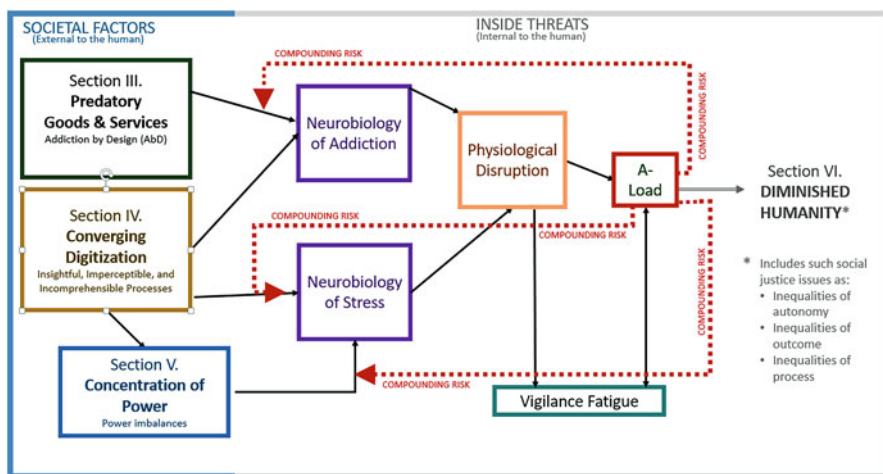 SOCIETAL FACTORS
(External to the human)
INSIDE THREATS
(Internal to the human)
COMPOUNDING RISK
COMPOUNDING RISK
Section III.
Predatory
Goods & Services
Addiction by Design (AbD)
Neurobiology
of Addiction
Physiological
Disruption
A-
Load
COMPOUNDING RISK
Section VI.
DIMINISHED
HUMANITY*
Section IV.
Converging
Digitization
Insightful, Imperceptible, and
Incomprehensible Processes
COMPOUNDING RISK
COMPOUNDING RISK
Neurobiology
of Stress
COMPOUNDING RISK
* Includes such social
justice issues as:
• Inequalities of
autonomy
• Inequalities of
outcome
• Inequalities of
process
Section V.
Concentration of
Power
Power imbalances
COMPOUNDING RISK
COMPOUNDING RISK
Vigilance Fatigue